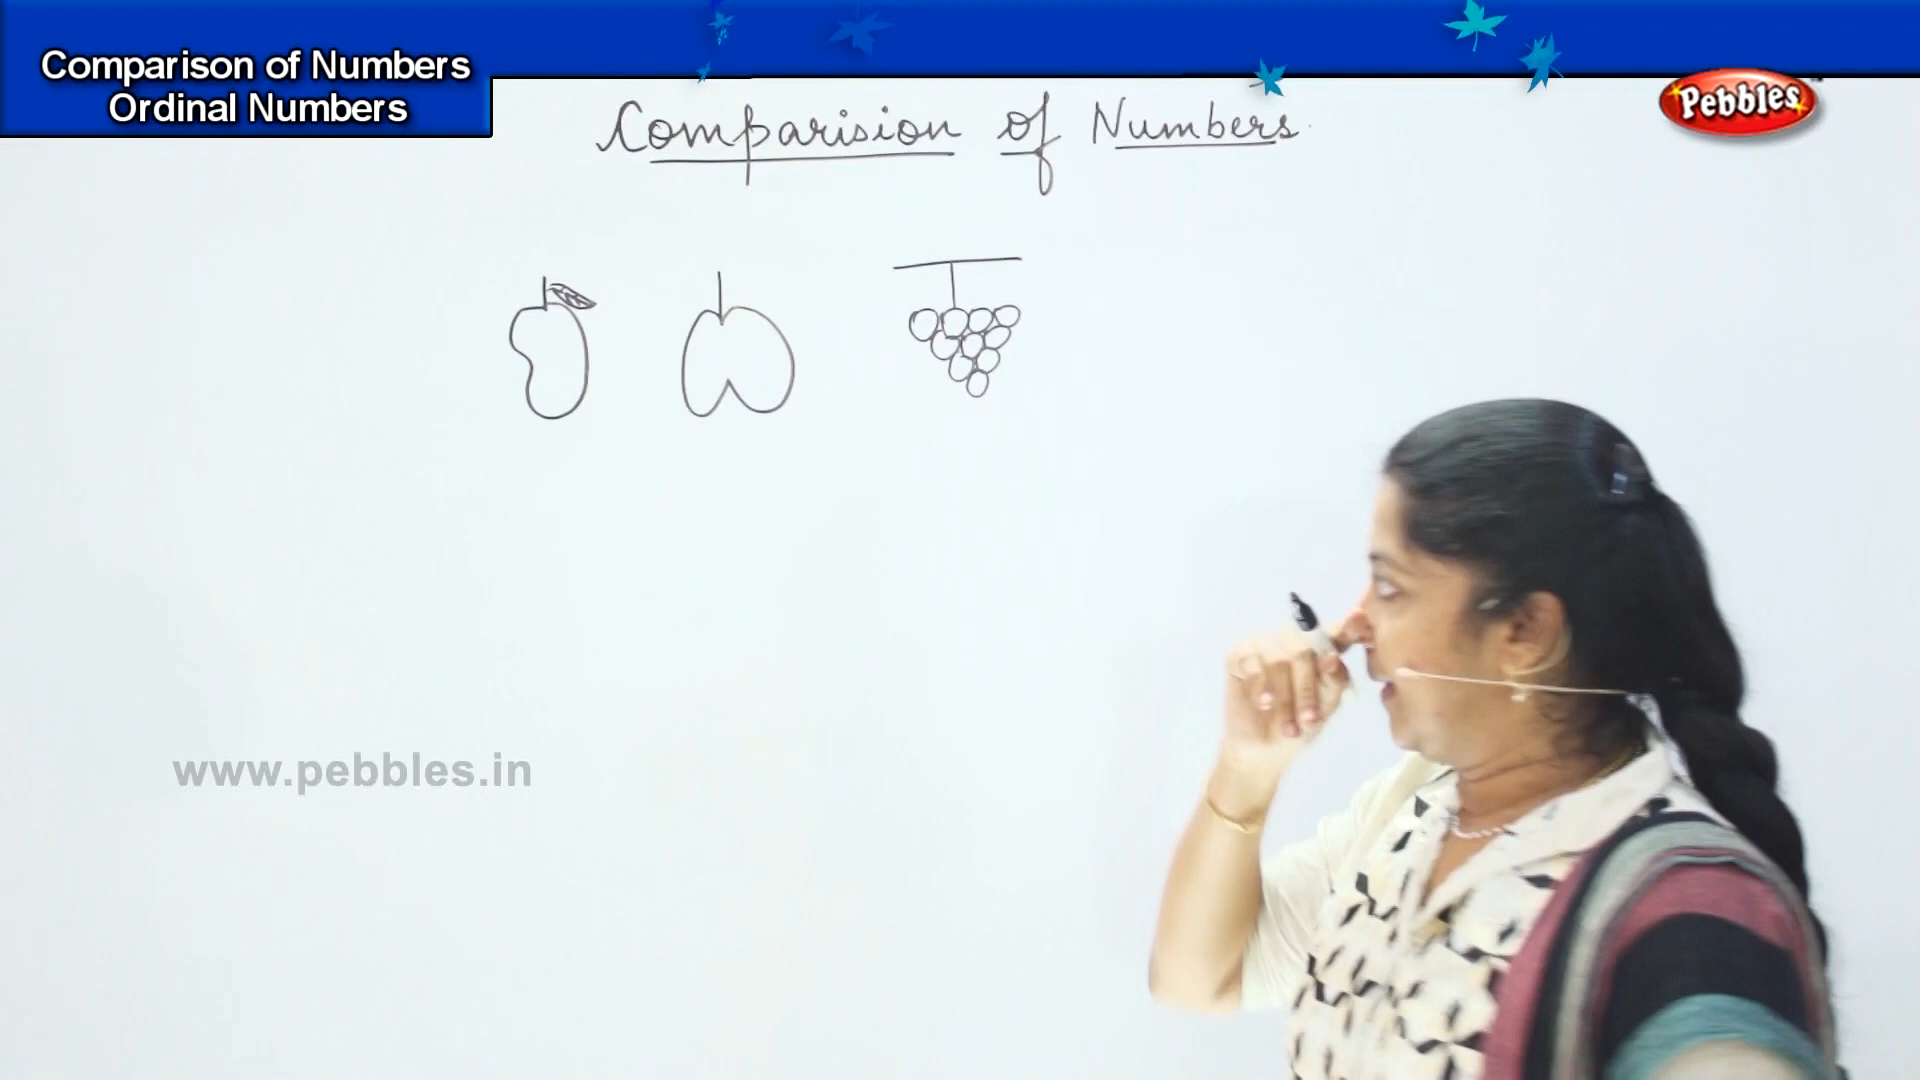 Comparison of Numbers
Ordinal Numbers
Pebbles
Comparision of Numbers
www.pebbles.in